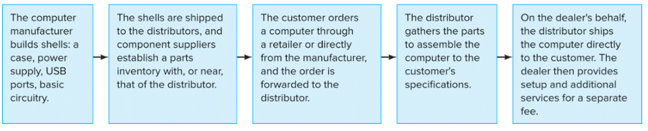 The computer
manufacturer
builds shells: a
case, power
supply, USB
ports, basic
circuitry.
The shells are shipped
to the distributors, and
component suppliers
establish a parts
inventory with, or near,
that of the distributor.
The customer orders
a computer through
a retailer or directly
from the manufacturer,
and the order is
forwarded to the
distributor.
The distributor
gathers the parts
to assemble the
computer to the
customer's
specifications.
On the dealer's behalf,
the distributor ships
the computer directly
to the customer. The
dealer then provides
setup and additional
services for a separate
fee.